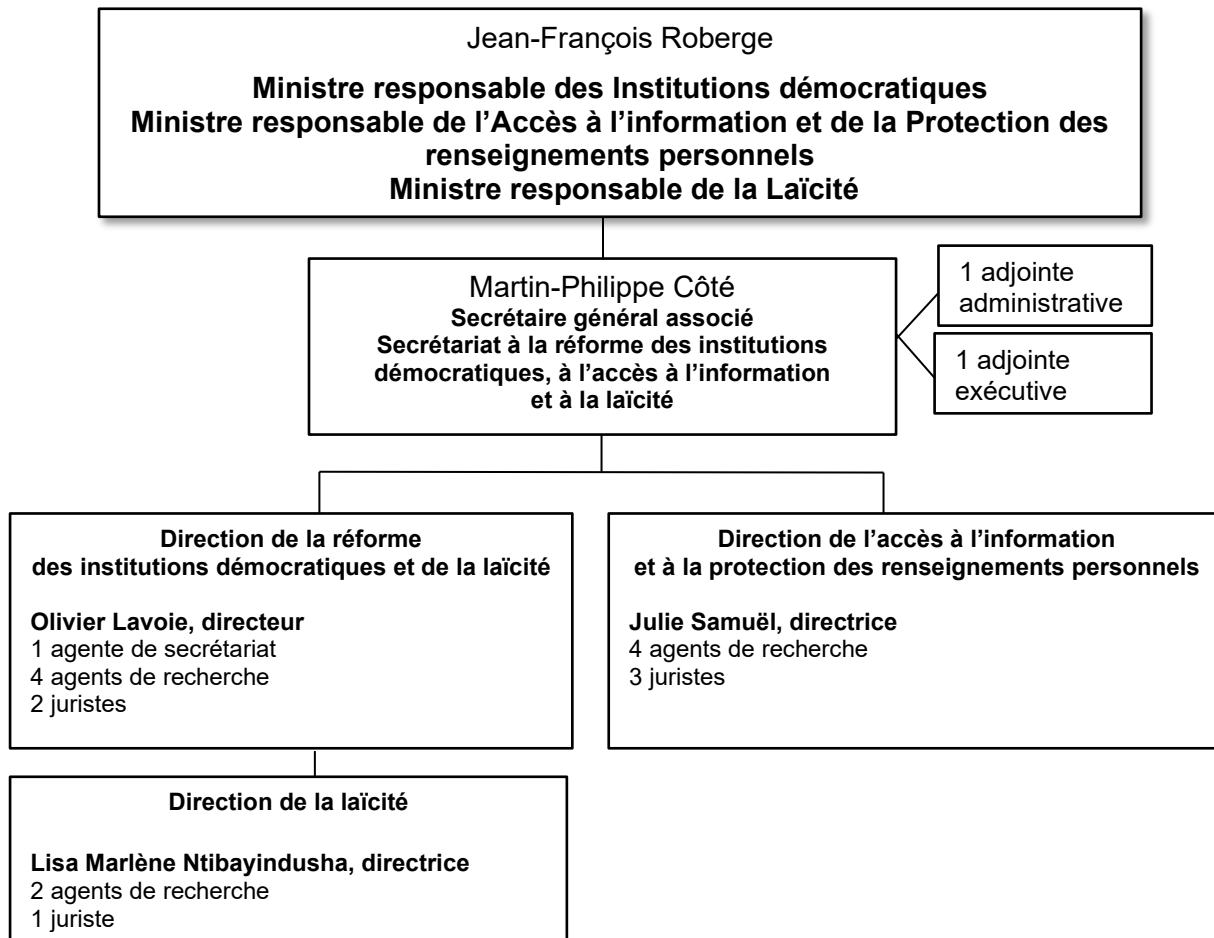 Jean-François Roberge
Ministre responsable des Institutions démocratiques
Ministre responsable de l’Accès à l’information et de la Protection des
renseignements personnels
Ministre responsable de la Laïcité
Martin-Philippe Côté
Secrétaire général associé
Secrétariat à la réforme des institutions
démocratiques, à l’accès à l’information
et à la laïcité
1 adjointe
administrative
1 adjointe
exécutive
Direction de la réforme
des institutions démocratiques et de la laïcité
Olivier Lavoie, directeur
1 agente de secrétariat
4 agents de recherche
2 juristes
Direction de l’accès à l’information
et à la protection des renseignements personnels
Julie Samuël, directrice
4 agents de recherche
3 juristes
Direction de la laïcité
Lisa Marlène Ntibayindusha, directrice
2 agents de recherche
1 juriste